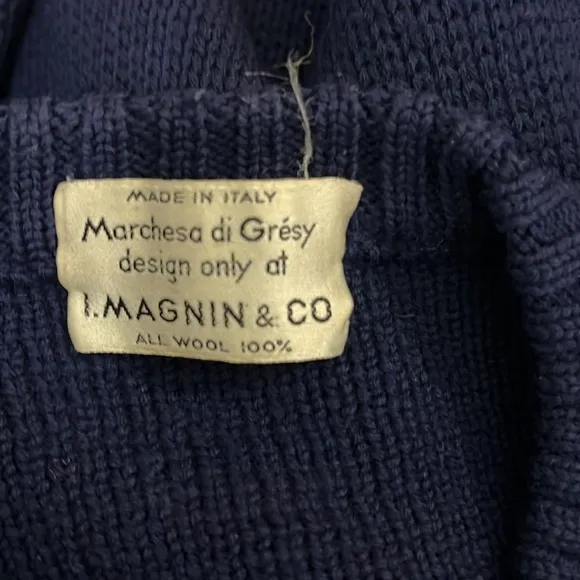 MADE IN ITALY
Marchesa di Grésy
design only at
I.MAGNIN & CO
ALL WOOL 100%